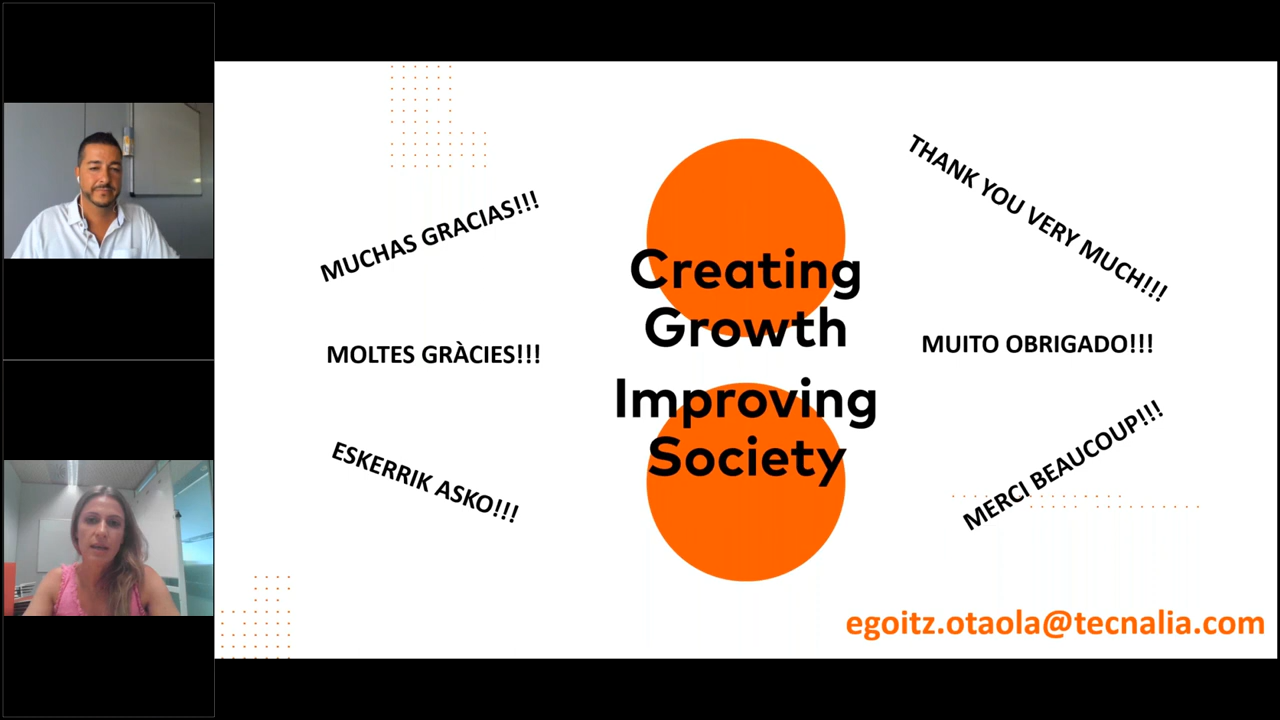 MUCHAS GRACIAS!!!
MOLTES GRÀCIES!!!
ESKERRIK ASKO!!!
Creating
Growth
Improving
Society
THANK YOU VERY MUCH!!!
MUITO OBRIGADO!!!
MERCI BEAUCOUP!!!
egoitz.otaola@tecnalia.com